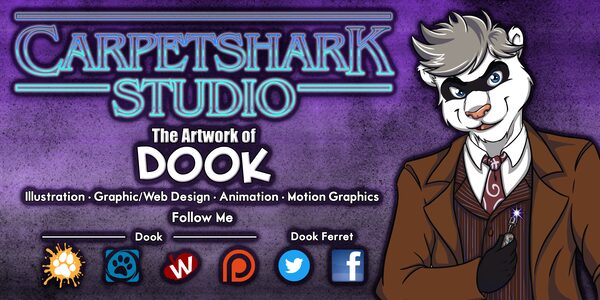 CARPETSHARK
STUDIO
The Artwork of
DOOK
Illustration · Graphic/Web Design · Animation · Motion Graphics
Follow Me
Dook
Dook Ferret
W
f